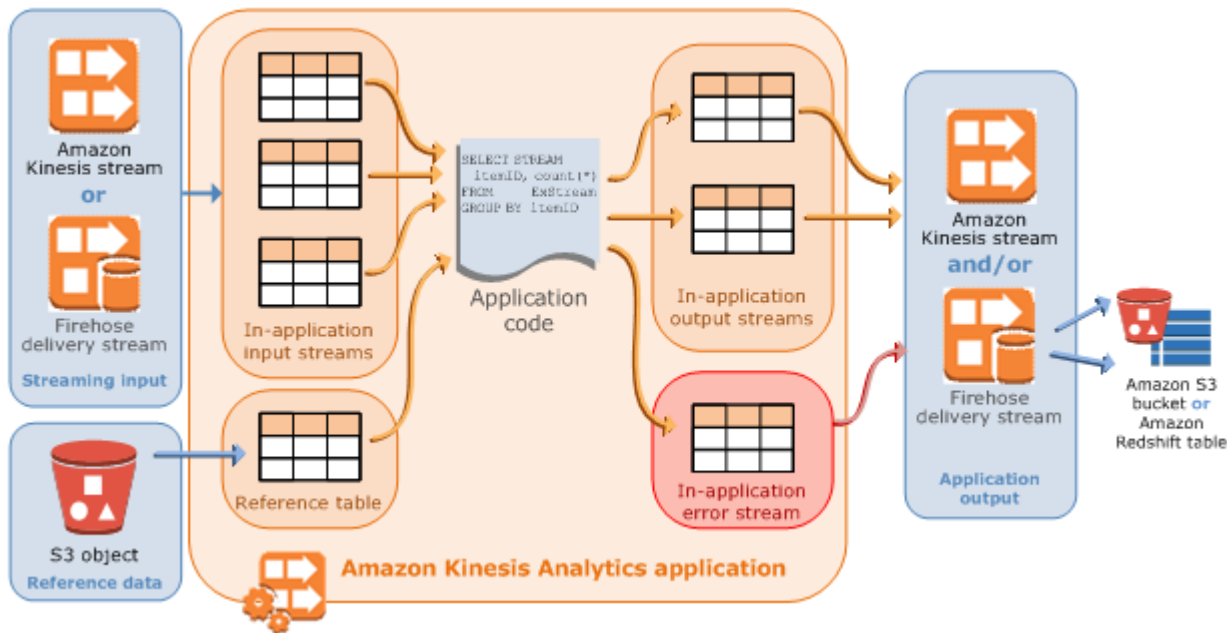 Amazon
Kinesis stream
or
Firehose
delivery stream
Streaming input
S3 object
Reference data
In-application
input streams
Reference table
SELECT STREAM
ItemID, count(*)
FROM ExStream
GROUP BY ItemID
Application
code
In-application
output streams
In-application
error stream
Amazon Kinesis Analytics application
Amazon
Kinesis stream
and/or
Firehose
delivery stream
Application
output
Amazon S3
bucket or
Amazon
Redshift table